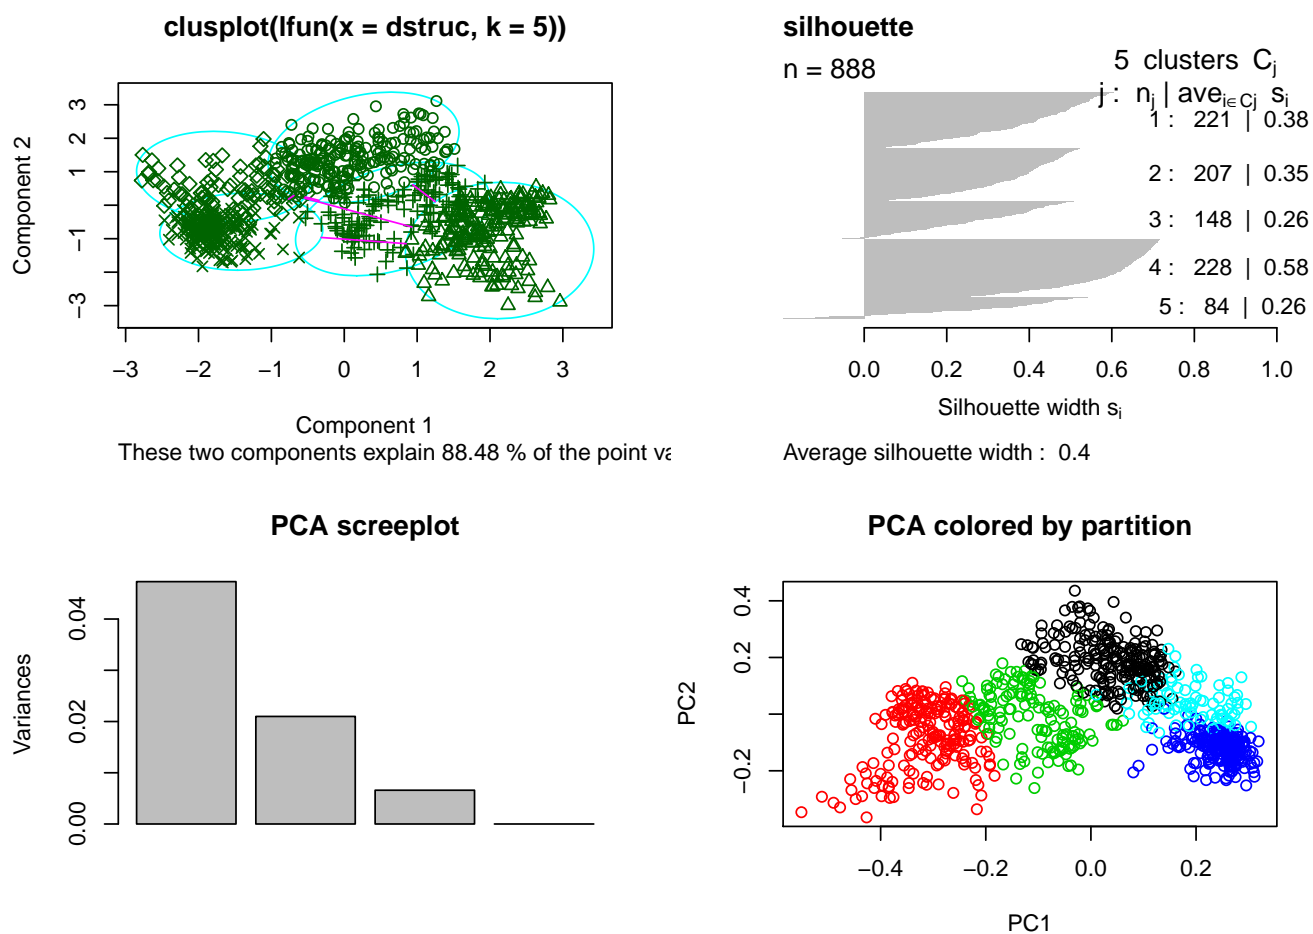 clusplot(lfun(x = dstruc, k = 5))
Component 2
3
2
1
−1
−3
−3 −2 −1 0 1 2 3
Component 1
These two components explain 88.48 % of the point va
silhouette
n = 888
5 clusters Cj
j : nj | avei∈Cj si
1 : 221 | 0.38
2 : 207 | 0.35
3 : 148 | 0.26
4 : 228 | 0.58
5 : 84 | 0.26
0.0 0.2 0.4 0.6 0.8 1.0
Silhouette width si
Average silhouette width : 0.4
PCA screeplot
Variances
0.04
0.02
0.00
PCA colored by partition
PC2
0.4
0.2
−0.2
−0.4 −0.2 0.0 0.2
PC1